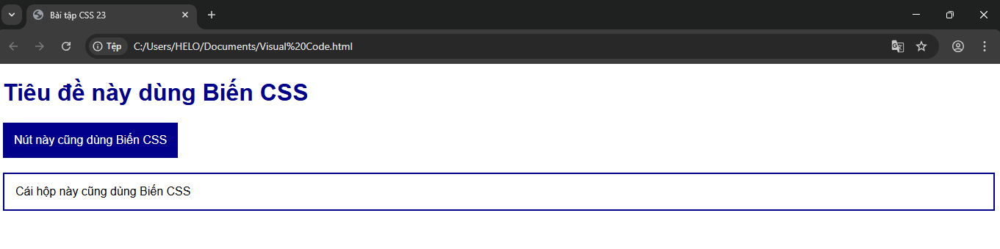 Bài tập CSS 23
Tệp
C:/Users/HELO/Documents/Visual%20Code.html
Tiêu đề này dùng Biến CSS
Nút này cũng dùng Biến CSS
Cái hộp này cũng dùng Biến CSS